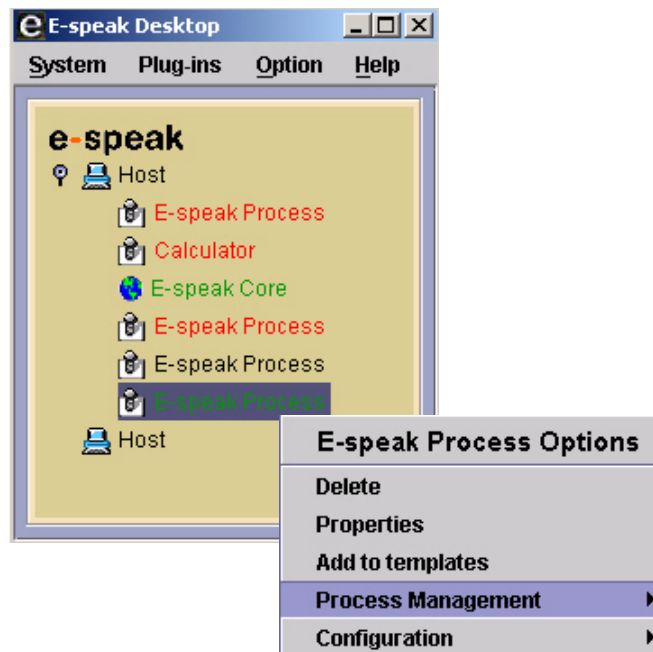 E-speak Desktop
System Plug-ins Option Help
e-speak
Host
E-speak Process
Calculator
E-speak Core
E-speak Process
E-speak Process
E-speak Process
Host
E-speak Process Options
Delete
Properties
Add to templates
Process Management
Configuration